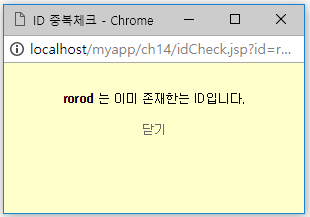 ID 중복체크 - Chrome
localhost/myapp/ch14/idCheck.jsp?id=r...
rorod 는 이미 존재한는 ID입니다.
닫기